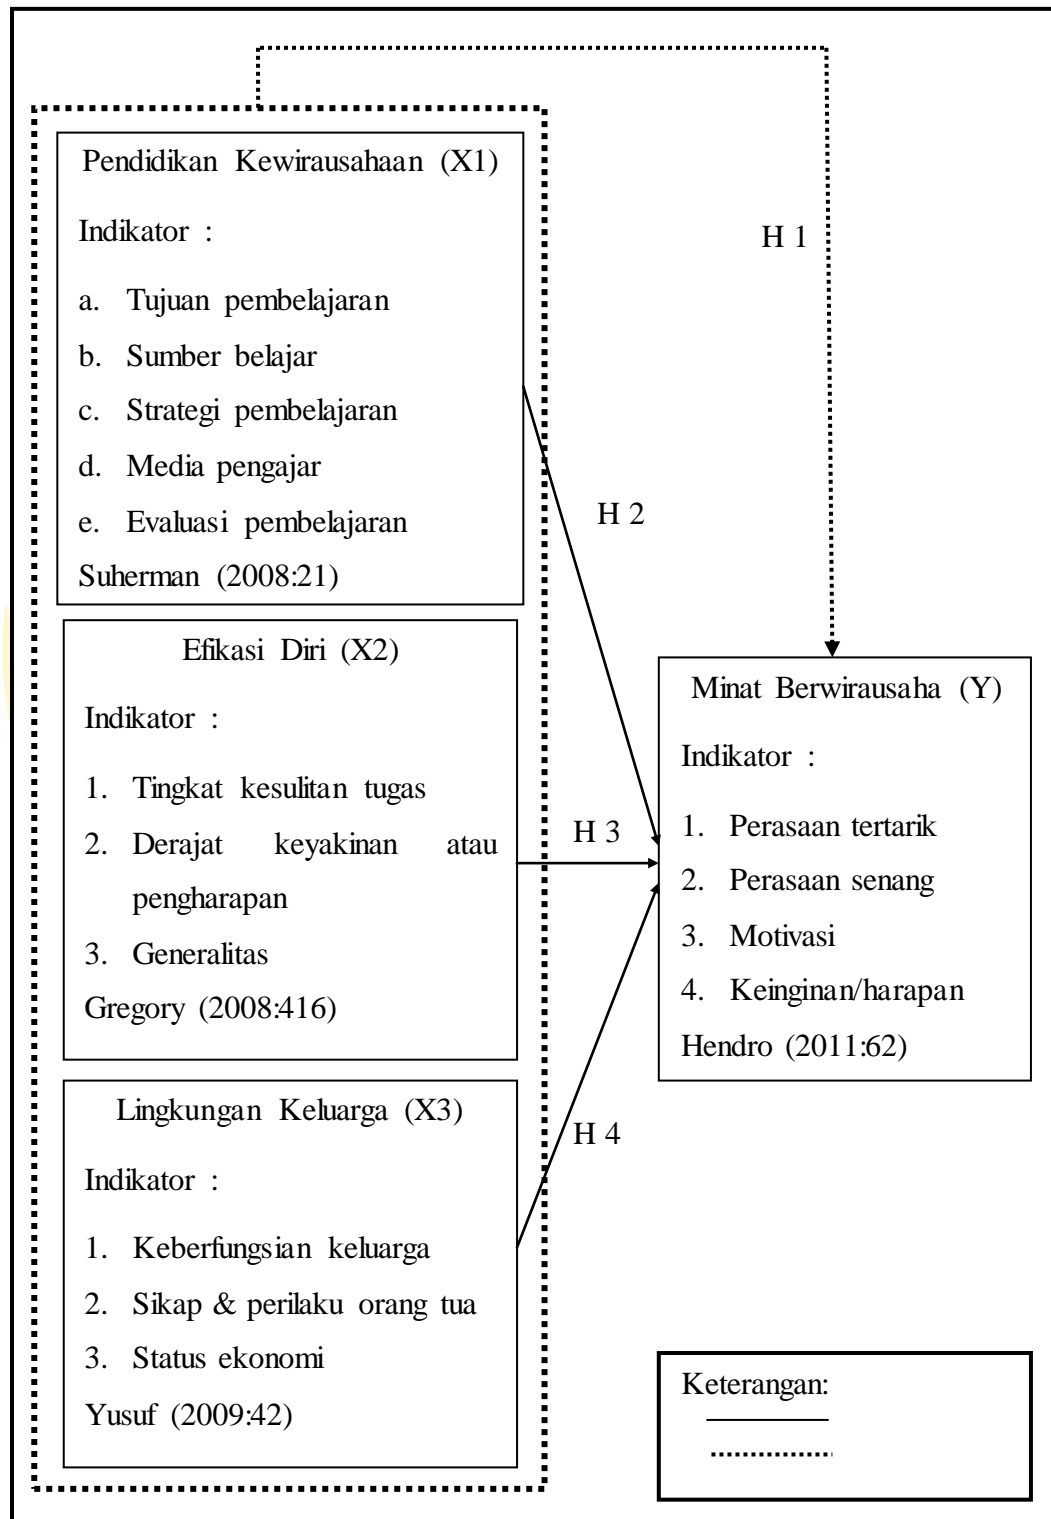 Pendidikan Kewirausahaan (X1)
Indikator :
a. Tujuan pembelajaran
b. Sumber belajar
c. Strategi pembelajaran
d. Media pengajar
e. Evaluasi pembelajaran
Suherman (2008:21)
Efikasi Diri (X2)
Indikator :
1. Tingkat kesulitan tugas
2. Derajat keyakinan atau
pengharapan
3. Generalitas
Gregory (2008:416)
Lingkungan Keluarga (X3)
Indikator :
1. Keberfungsian keluarga
2. Sikap & perilaku orang tua
3. Status ekonomi
Yusuf (2009:42)
H 1
H 2
H 3
H 4
Minat Berwirausaha (Y)
Indikator :
1. Perasaan tertarik
2. Perasaan senang
3. Motivasi
4. Keinginan/harapan
Hendro (2011:62)
Keterangan: